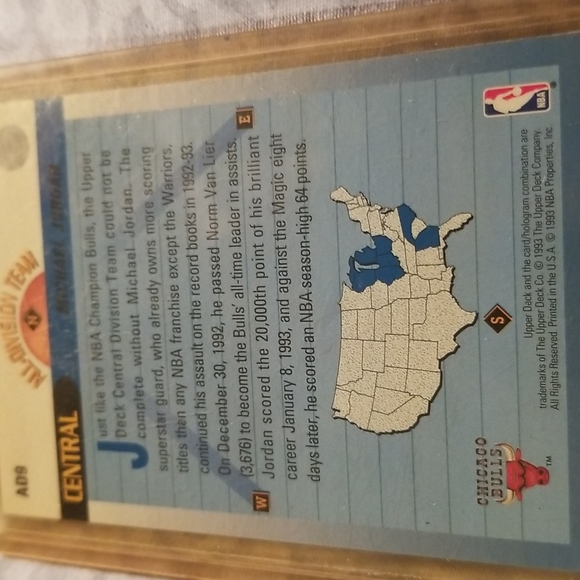 AD9
ALL DIVISION TEAM
CENTRAL
MICHAEL JORDAN
Just like the NBA Champion Bulls, the Upper
Deck Central Division Team could not be
complete without Michael Jordan. The
superstar guard, who already owns more scoring
titles than any NBA franchise except the Warriors,
continued his assault on the record books in 1992-93.
On December 30, 1992, he passed Norm Van Lier
(3,676) to become the Bulls' all-time leader in assists.
Jordan scored the 20,000th point of his brilliant
career January 8, 1993, and against the Magic eight
days later, he scored an NBA season-high 64 points.
W
E
S
CHICAGO
BULLS
TM
Upper Deck and the card/hologram combination are
trademarks of The Upper Deck Co. © 1993 The Upper Deck Company.
All Rights Reserved. Printed in the U.S.A. © 1993 NBA Properties, Inc.
NBA